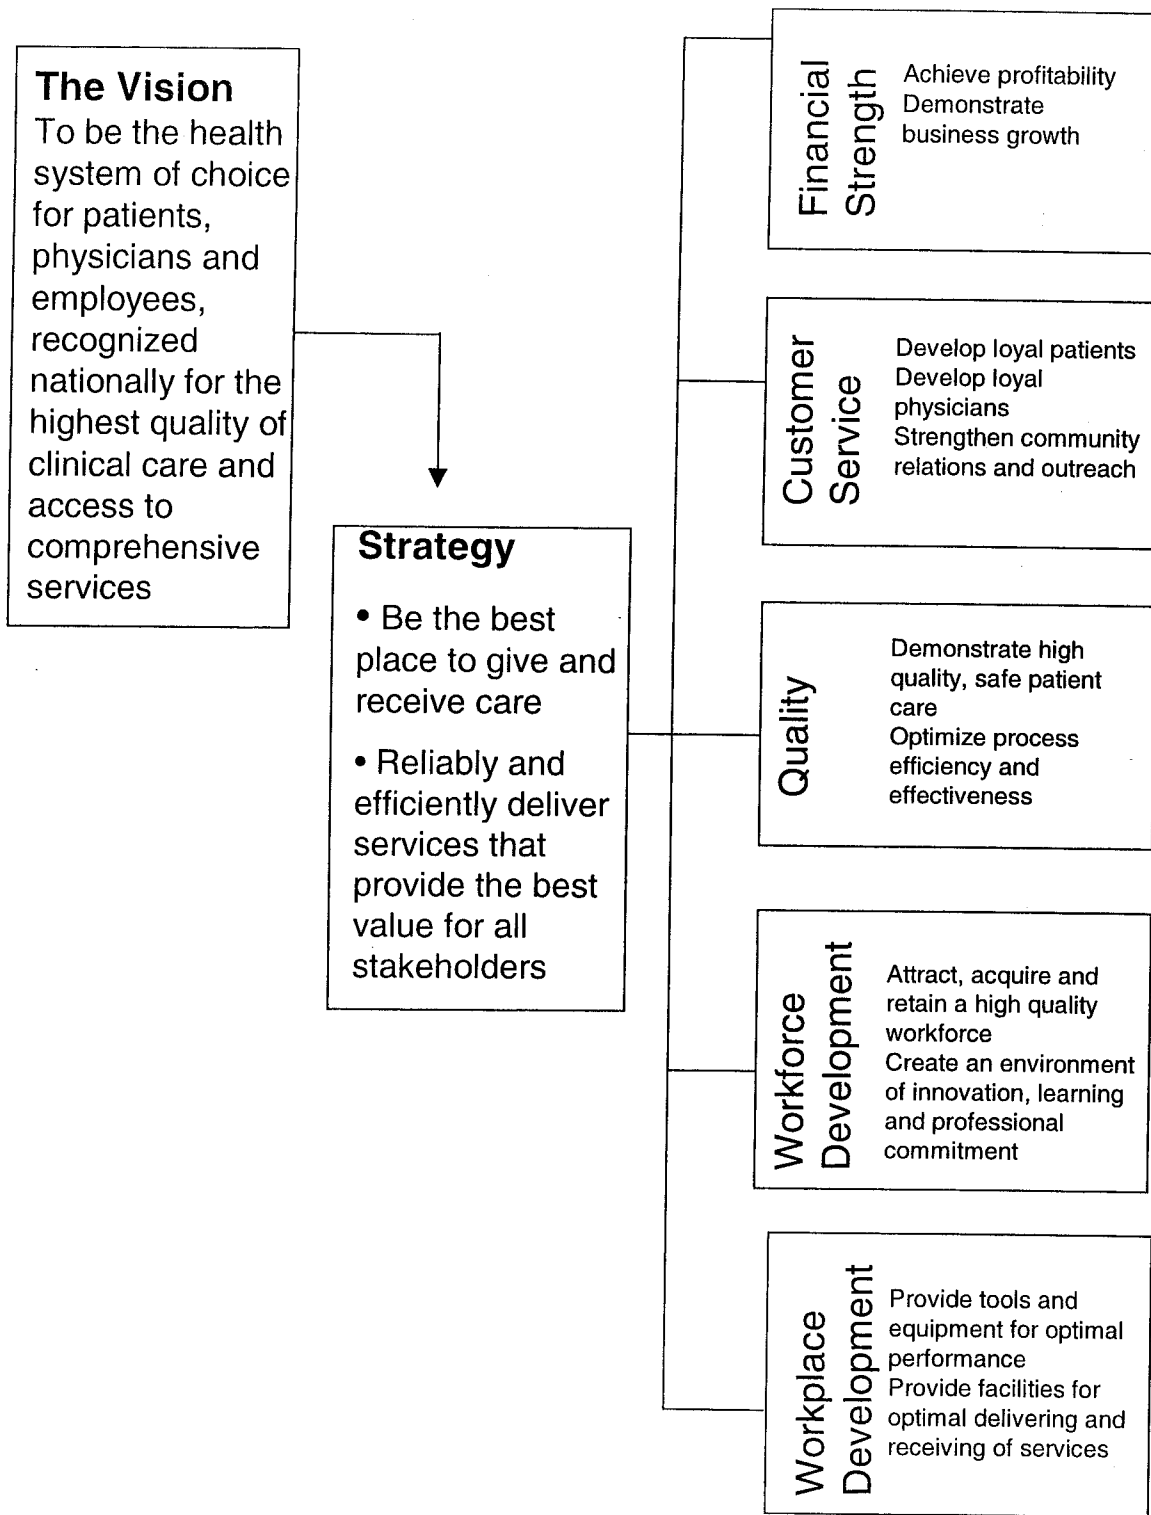 The Vision
To be the health
system of choice
for patients,
physicians and
employees,
recognized
nationally for the
highest quality of
clinical care and
access to
comprehensive
services
Strategy
• Be the best
place to give and
receive care
• Reliably and
efficiently deliver
services that
provide the best
value for all
stakeholders
Financial
Strength
Achieve profitability
Demonstrate
business growth
Customer
Service
Develop loyal patients
Develop loyal
physicians
Strengthen community
relations and outreach
Quality
Demonstrate high
quality, safe patient
care
Optimize process
efficiency and
effectiveness
Workforce
Development
Attract, acquire and
retain a high quality
workforce
Create an environment
of innovation, learning
and professional
commitment
Workplace
Development
Provide tools and
equipment for optimal
performance
Provide facilities for
optimal delivering and
receiving of services